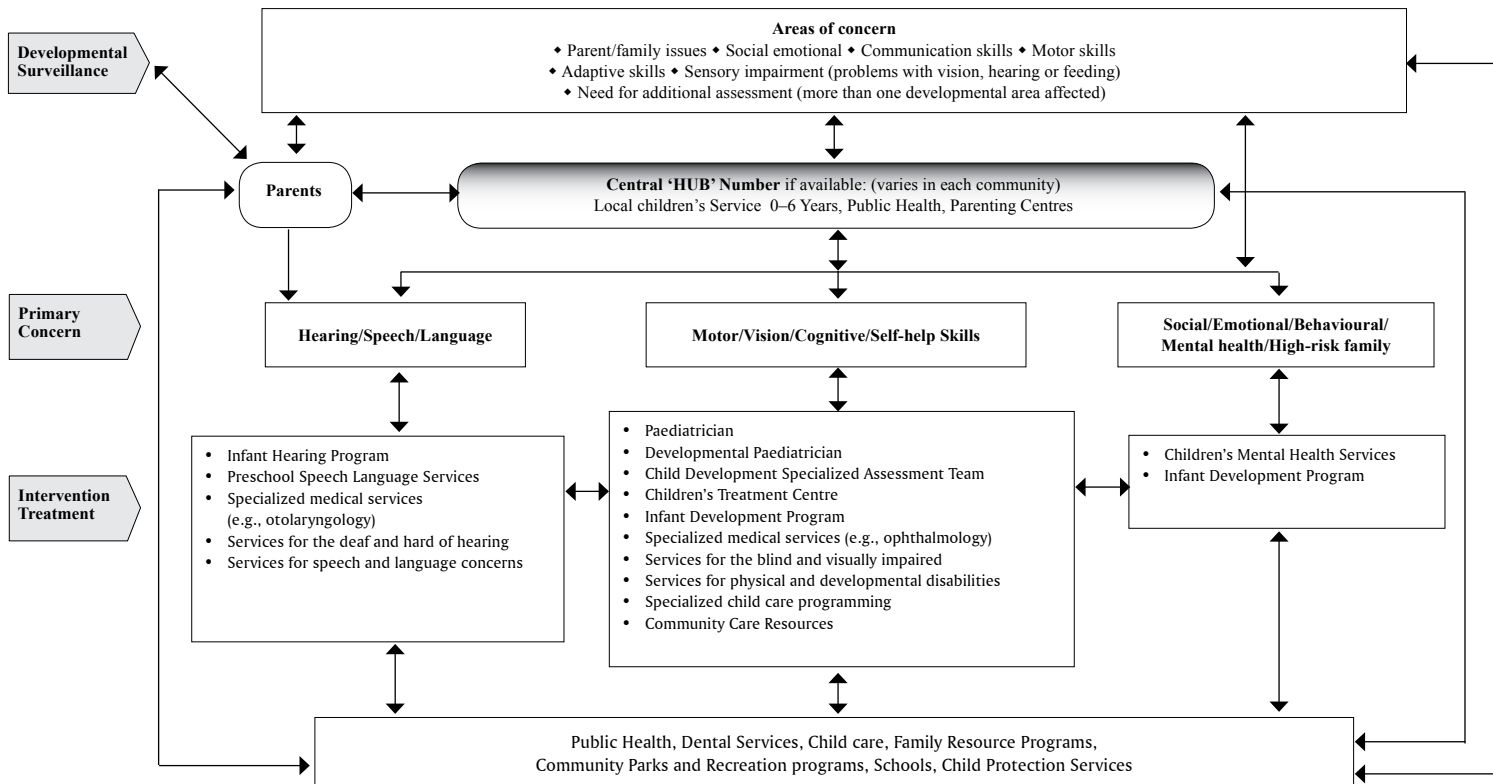 Developmental
Surveillance
Areas of concern
◆ Parent/family issues ◆ Social emotional ◆ Communication skills ◆ Motor skills
◆ Adaptive skills ◆ Sensory impairment (problems with vision, hearing or feeding)
◆ Need for additional assessment (more than one developmental area affected)
Parents
Central ‘HUB’ Number if available: (varies in each community)
Local children’s Service 0–6 Years, Public Health, Parenting Centres
Primary
Concern
Hearing/Speech/Language
Motor/Vision/Cognitive/Self-help Skills
Social/Emotional/Behavioural/
Mental health/High-risk family
Intervention
Treatment
• Infant Hearing Program
• Preschool Speech Language Services
• Specialized medical services
(e.g., otolaryngology)
• Services for the deaf and hard of hearing
• Services for speech and language concerns
• Paediatrician
• Developmental Paediatrician
• Child Development Specialized Assessment Team
• Children’s Treatment Centre
• Infant Development Program
• Specialized medical services (e.g., ophthalmology)
• Services for the blind and visually impaired
• Services for physical and developmental disabilities
• Specialized child care programming
• Community Care Resources
• Children’s Mental Health Services
• Infant Development Program
Public Health, Dental Services, Child care, Family Resource Programs,
Community Parks and Recreation programs, Schools, Child Protection Services